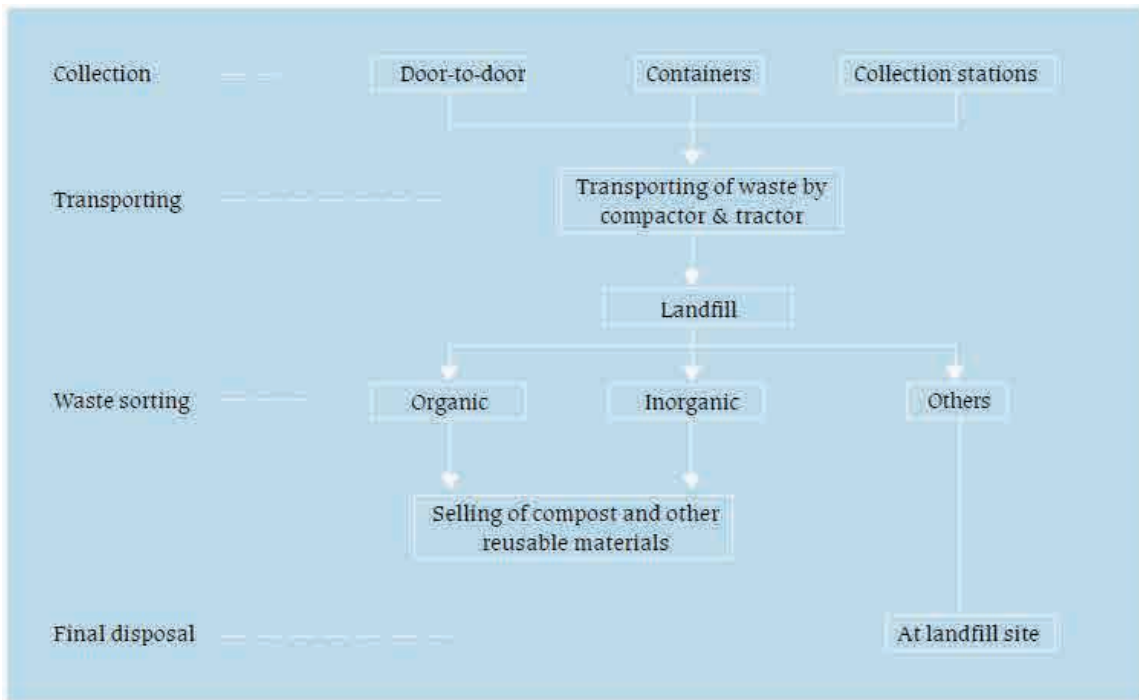 Collection
Door-to-door
Containers
Collection stations
Transporting
Transporting of waste by
compactor & tractor
Landfill
Waste sorting
Organic
Inorganic
Others
Selling of compost and other
reusable materials
Final disposal
At landfill site